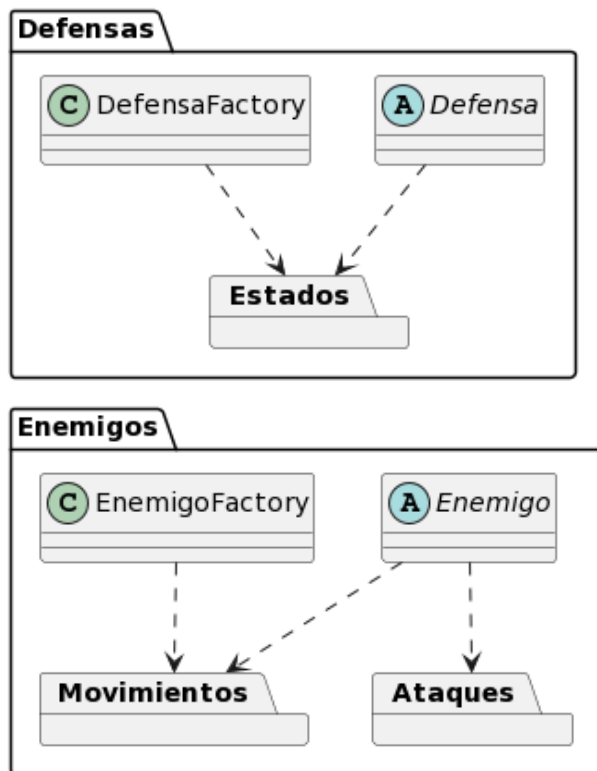 Defensas
C DefensaFactory
A Defensa
Estados
Enemigos
C EnemigoFactory
A Enemigo
Movimientos
Ataques